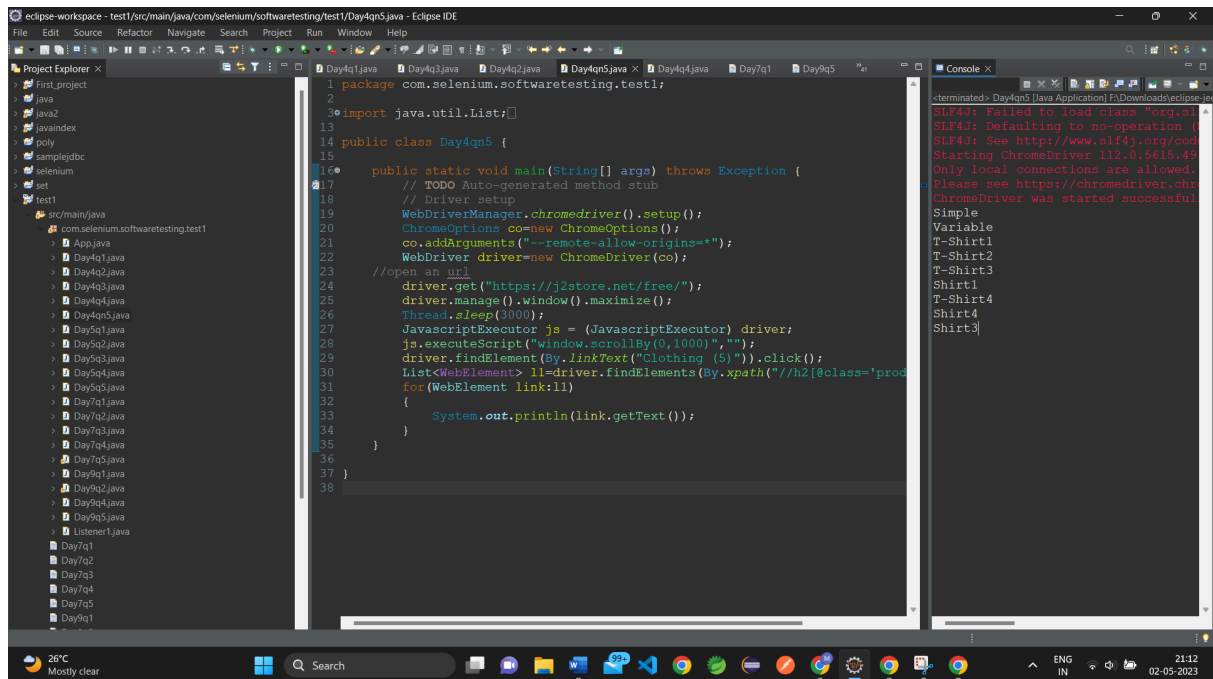 eclipse-workspace - test1/src/main/java/com/selenium/softwaretesting/test1/Day4qn5.java - Eclipse IDE
File Edit Source Refactor Navigate Search Project Run Window Help
Project Explorer
First_project
java
java2
javaindex
poly
samplejdbc
selenium
set
test1
src/main/java
com.selenium.softwaretesting.test1
App.java
Day4q1.java
Day4q2.java
Day4q3.java
Day4q4.java
Day4qn5.java
Day5q1.java
Day5q2.java
Day5q3.java
Day5q4.java
Day5q5.java
Day7q1.java
Day7q2.java
Day7q3.java
Day7q4.java
Day7q5.java
Day9q1.java
Day9q2.java
Day9q4.java
Day9q5.java
Listener1.java
Day7q1
Day7q2
Day7q3
Day7q4
Day7q5
Day9q1
Day4q1.java Day4q3.java Day4q2.java Day4qn5.java Day4q4.java Day7q1 Day9q5 41
1 package com.selenium.softwaretesting.test1;
2
3 import java.util.List;
13
14 public class Day4qn5 {
15
16 public static void main(String[] args) throws Exception {
17 // TODO Auto-generated method stub
18 // Driver setup
19 WebDriverManager.chromedriver().setup();
20 ChromeOptions co=new ChromeOptions();
21 co.addArguments("--remote-allow-origins=*");
22 WebDriver driver=new ChromeDriver(co);
23 //open an url
24 driver.get("https://j2store.net/free/");
25 driver.manage().window().maximize();
26 Thread.sleep(3000);
27 JavascriptExecutor js = (JavascriptExecutor) driver;
28 js.executeScript("window.scrollBy(0,1000)","");
29 driver.findElement(By.linkText("Clothing (5)")).click();
30 List<WebElement> l1=driver.findElements(By.xpath("//h2[@class='prod
31 for(WebElement link:l1)
32 {
33 System.out.println(link.getText());
34 }
35 }
36
37 }
38
Console
<terminated> Day4qn5 [Java Application] F:\Downloads\eclipse-jee
SLF4J: Failed to load class "org.sl
SLF4J: Defaulting to no-operation (
SLF4J: See http://www.slf4j.org/code
Starting ChromeDriver 112.0.5615.49
Only local connections are allowed.
Please see https://chromedriver.chr
ChromeDriver was started successful
Simple
Variable
T-Shirt1
T-Shirt2
T-Shirt3
Shirt1
T-Shirt4
Shirt4
Shirt3
26°C
Mostly clear
Search
99+
ENG
IN
21:12
02-05-2023